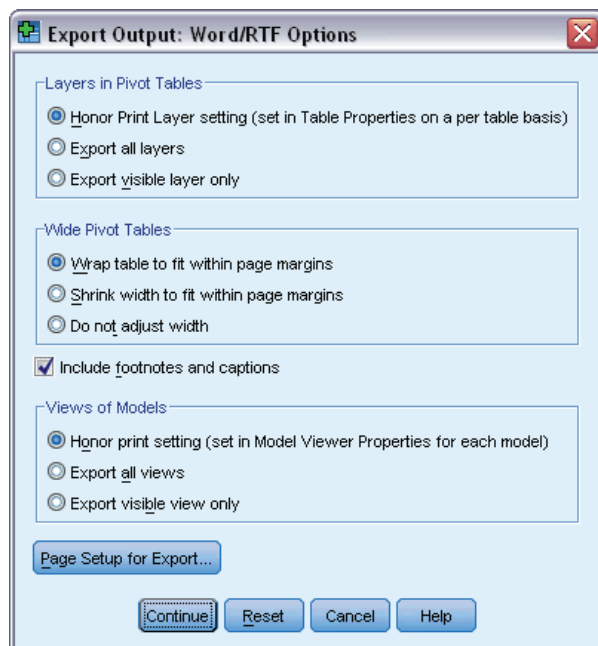 Export Output: Word/RTF Options
Layers in Pivot Tables
Honor Print Layer setting (set in Table Properties on a per table basis)
Export all layers
Export visible layer only
Wide Pivot Tables
Wrap table to fit within page margins
Shrink width to fit within page margins
Do not adjust width
Include footnotes and captions
Views of Models
Honor print setting (set in Model Viewer Properties for each model)
Export all views
Export visible view only
Page Setup for Export...
Continue Reset Cancel Help